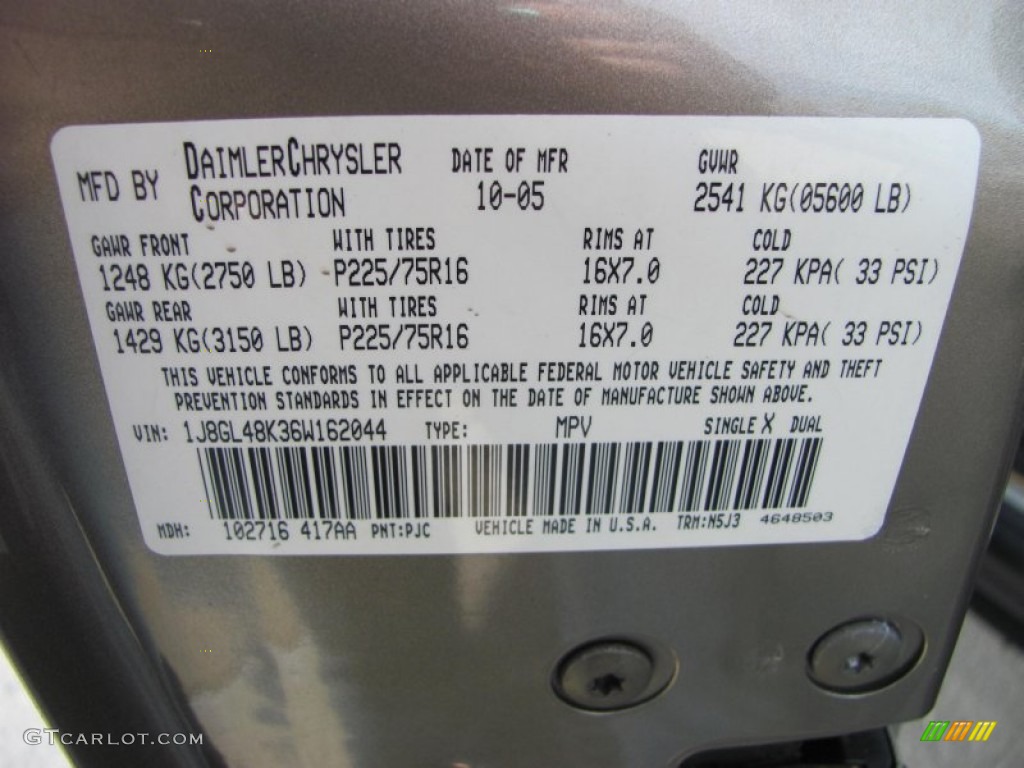 MFD BY DAIMLERCHRYSLER CORPORATION DATE OF MFR 10-05 GVWR 2541 KG(05600 LB)
GAWR FRONT WITH TIRES RIMS AT COLD
1248 KG(2750 LB) P225/75R16 16X7.0 227 KPA( 33 PSI)
GAWR REAR WITH TIRES RIMS AT COLD
1429 KG(3150 LB) P225/75R16 16X7.0 227 KPA( 33 PSI)
THIS VEHICLE CONFORMS TO ALL APPLICABLE FEDERAL MOTOR VEHICLE SAFETY AND THEFT
PREVENTION STANDARDS IN EFFECT ON THE DATE OF MANUFACTURE SHOWN ABOVE.
VIN: 1J8GL48K36W162044 TYPE: MPV SINGLE X DUAL
MDH: 102716 417AA PNT:PJC VEHICLE MADE IN U.S.A. TRM:N5J3 4648503
GTCARLOT.COM